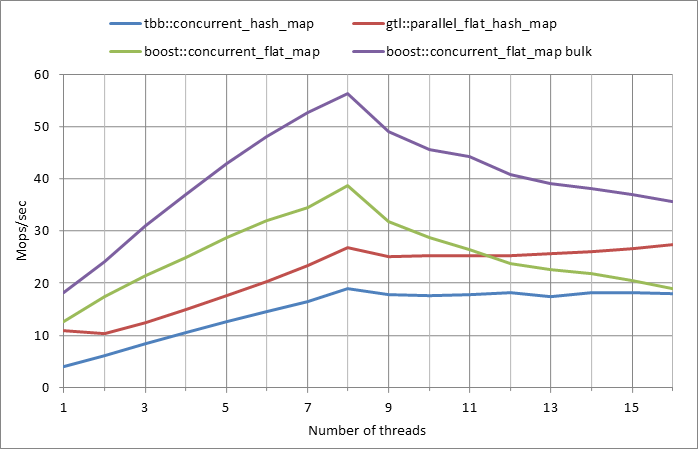 tbb::concurrent_hash_map gtl::parallel_flat_hash_map
boost::concurrent_flat_map boost::concurrent_flat_map bulk
60
50
40
30
20
10
0
Mops/sec
1 3 5 7 9 11 13 15
Number of threads